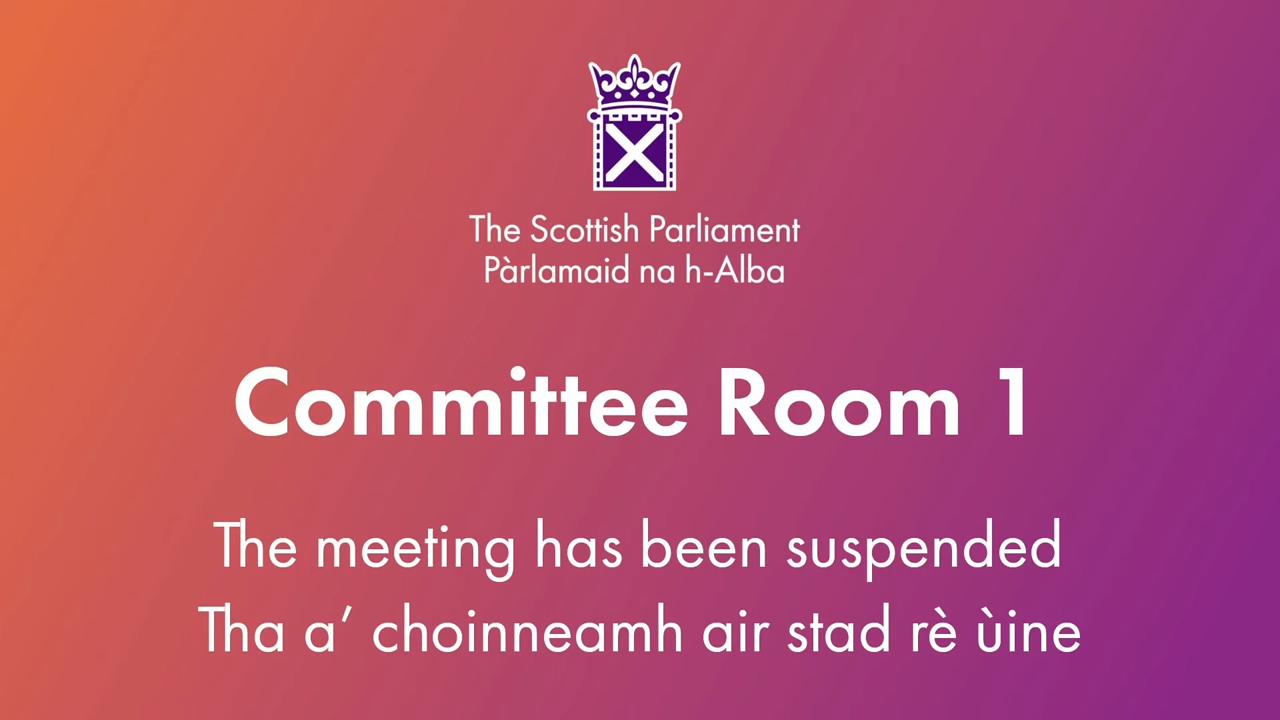 The Scottish Parliament
Pàrlamaid na h-Alba
Committee Room 1
The meeting has been suspended
Tha a’ choinneamh air stad rè ùine